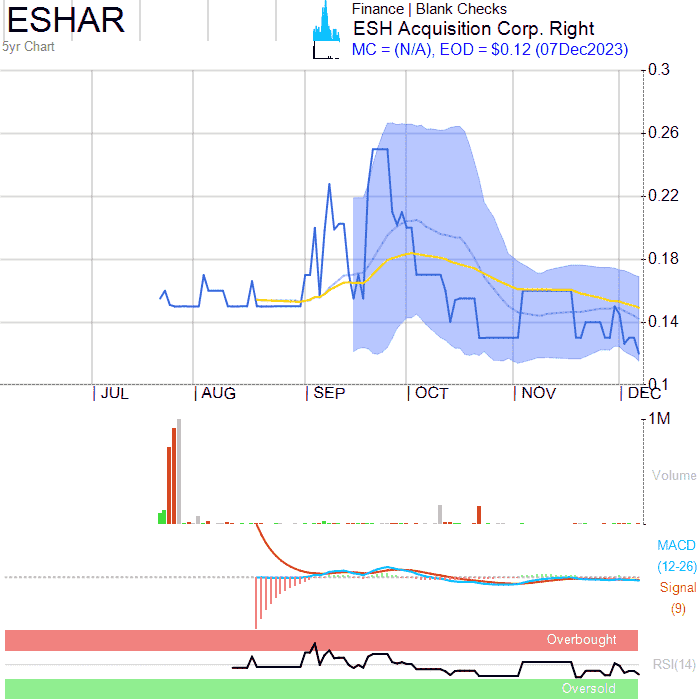 ESHAR
5yr Chart
Finance | Blank Checks
ESH Acquisition Corp. Right
MC = (N/A), EOD = $0.12 (07Dec2023)
0.3
0.26
0.22
0.18
0.14
0.1
JUL AUG SEP OCT NOV DEC
1M
Volume
MACD
(12-26)
Signal
(9)
Overbought
RSI(14)
Oversold